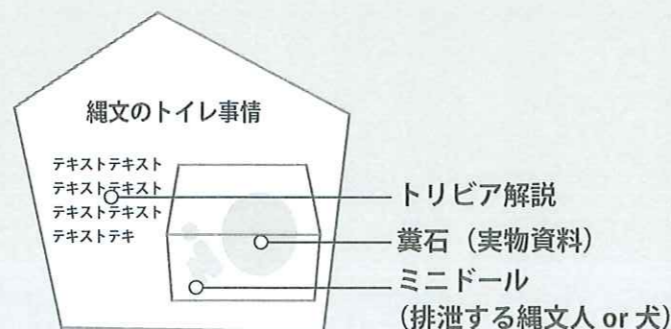 縄文のトイレ事情
テキストテキスト
テキストテキスト
テキストテキスト
テキストテキ
トリビア解説
糞石（実物資料）
ミニドール
（排泄する縄文人 or 犬）